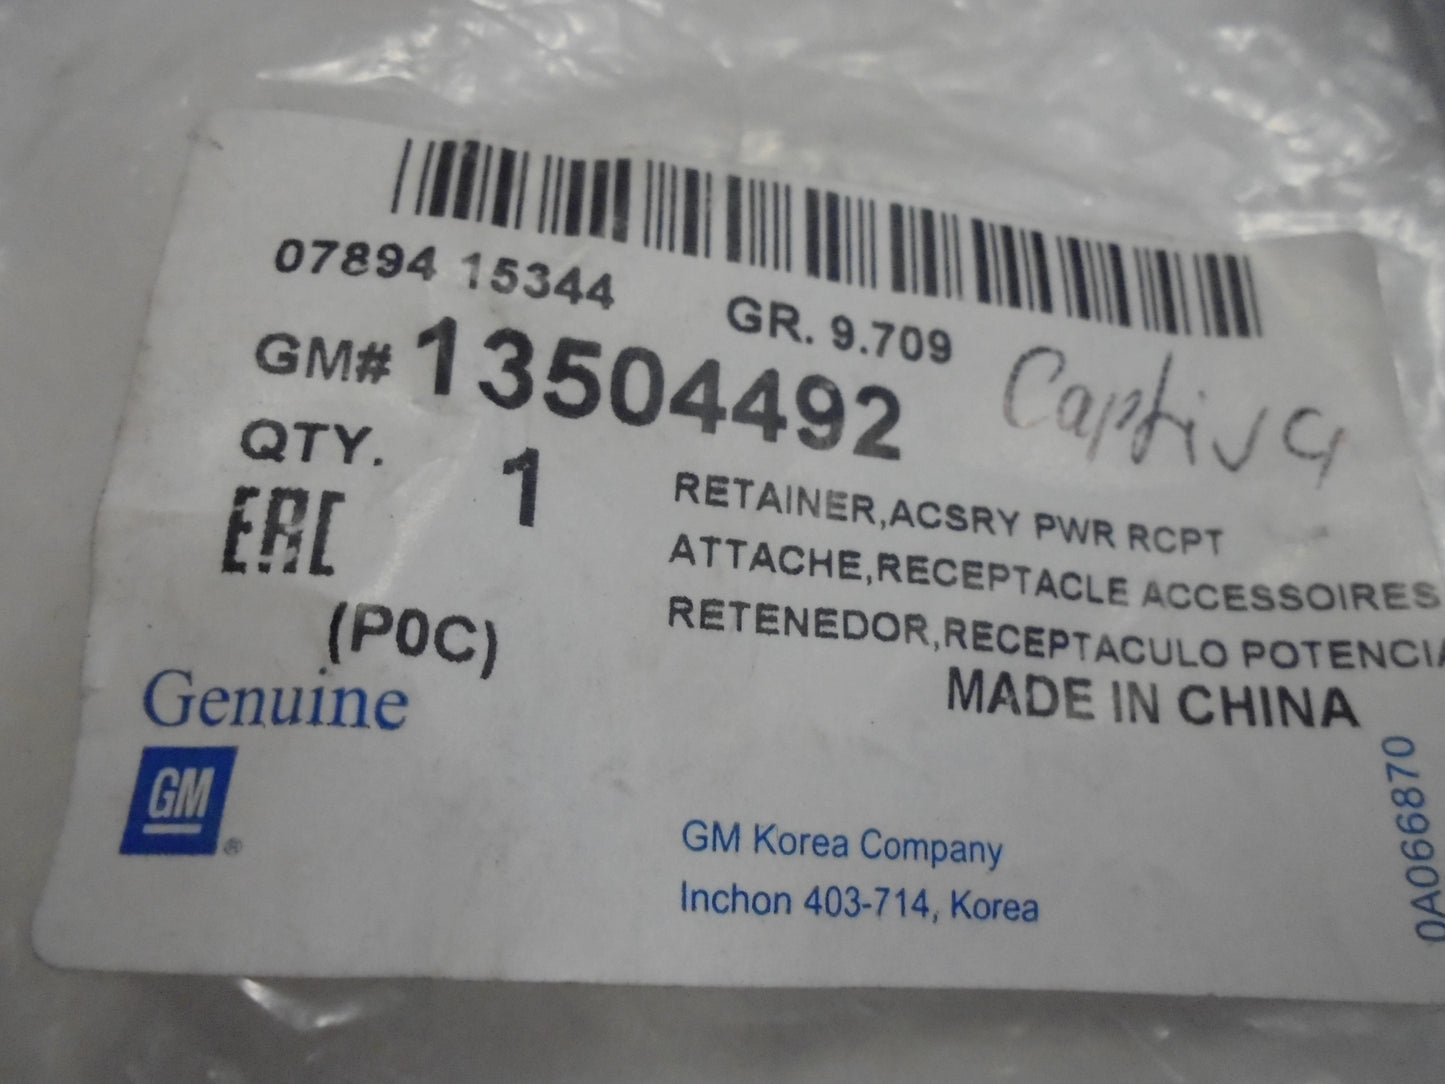 07894 15344
GR. 9.709
GM# 13504492
Captiva
QTY. 1
RETAINER,ACSRY PWR RCPT
ATTACHE,RECEPTACLE ACCESSOIRES
RETENEDOR,RECEPTACULO POTENCIA
EAC
(P0C)
MADE IN CHINA
Genuine
GM
®
GM Korea Company
Inchon 403-714, Korea
0A066870